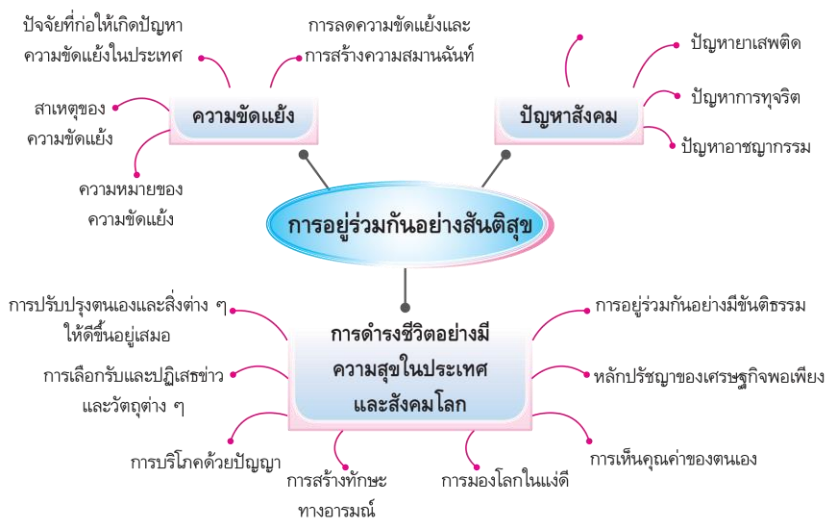 ปัจจัยที่ก่อให้เกิดปัญหา
ความขัดแย้งในประเทศ
การลดความขัดแย้งและ
การสร้างความสมานฉันท์
สาเหตุของ
ความขัดแย้ง
ความหมายของ
ความขัดแย้ง
ความขัดแย้ง
ปัญหาสังคม
ปัญหายาเสพติด
ปัญหาการทุจริต
ปัญหาอาชญากรรม
การอยู่ร่วมกันอย่างสันติสุข
การดำรงชีวิตอย่างมี
ความสุขในประเทศ
และสังคมโลก
การปรับปรุงตนเองและสิ่งต่าง ๆ
ให้ดีขึ้นอยู่เสมอ
การเลือกรับและปฏิเสธข่าว
และวัตถุต่าง ๆ
การบริโภคด้วยปัญญา
การสร้างทักษะ
ทางอารมณ์
การมองโลกในแง่ดี
การเห็นคุณค่าของตนเอง
หลักปรัชญาของเศรษฐกิจพอเพียง
การอยู่ร่วมกันอย่างมีขันติธรรม